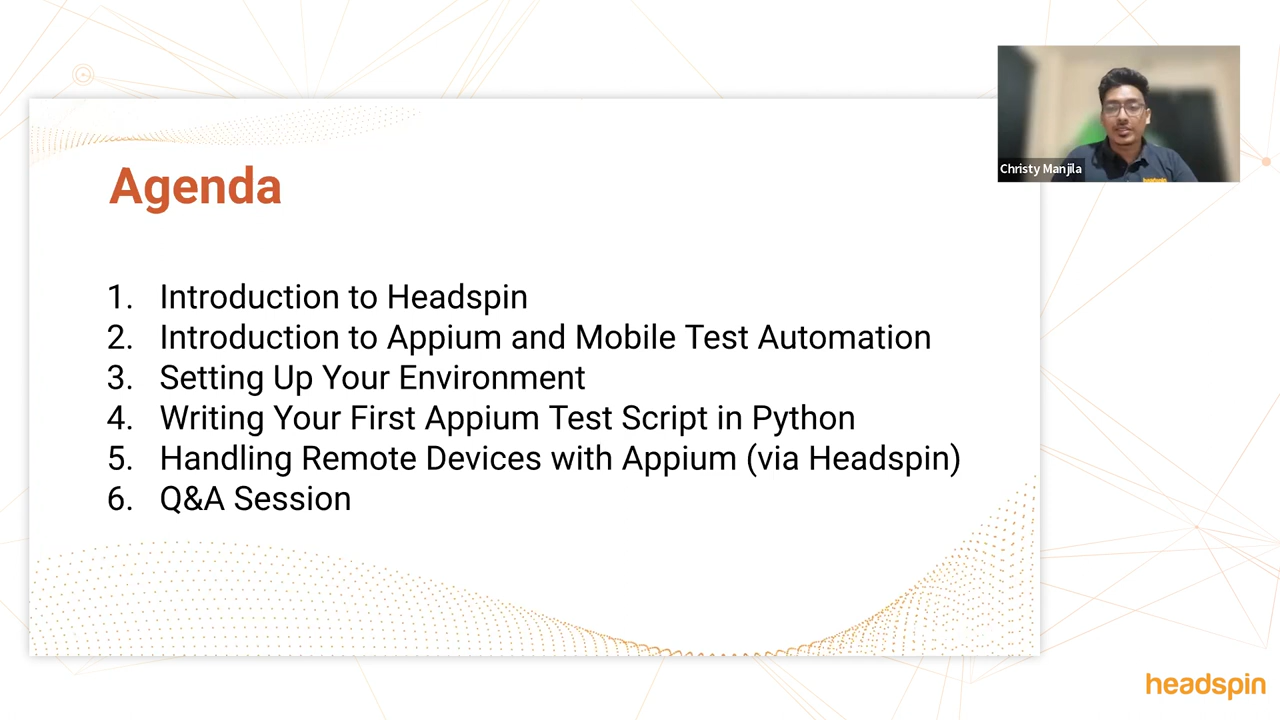 Agenda
1. Introduction to Headspin
2. Introduction to Appium and Mobile Test Automation
3. Setting Up Your Environment
4. Writing Your First Appium Test Script in Python
5. Handling Remote Devices with Appium (via Headspin)
6. Q&A Session
Christy Manjila
headspin